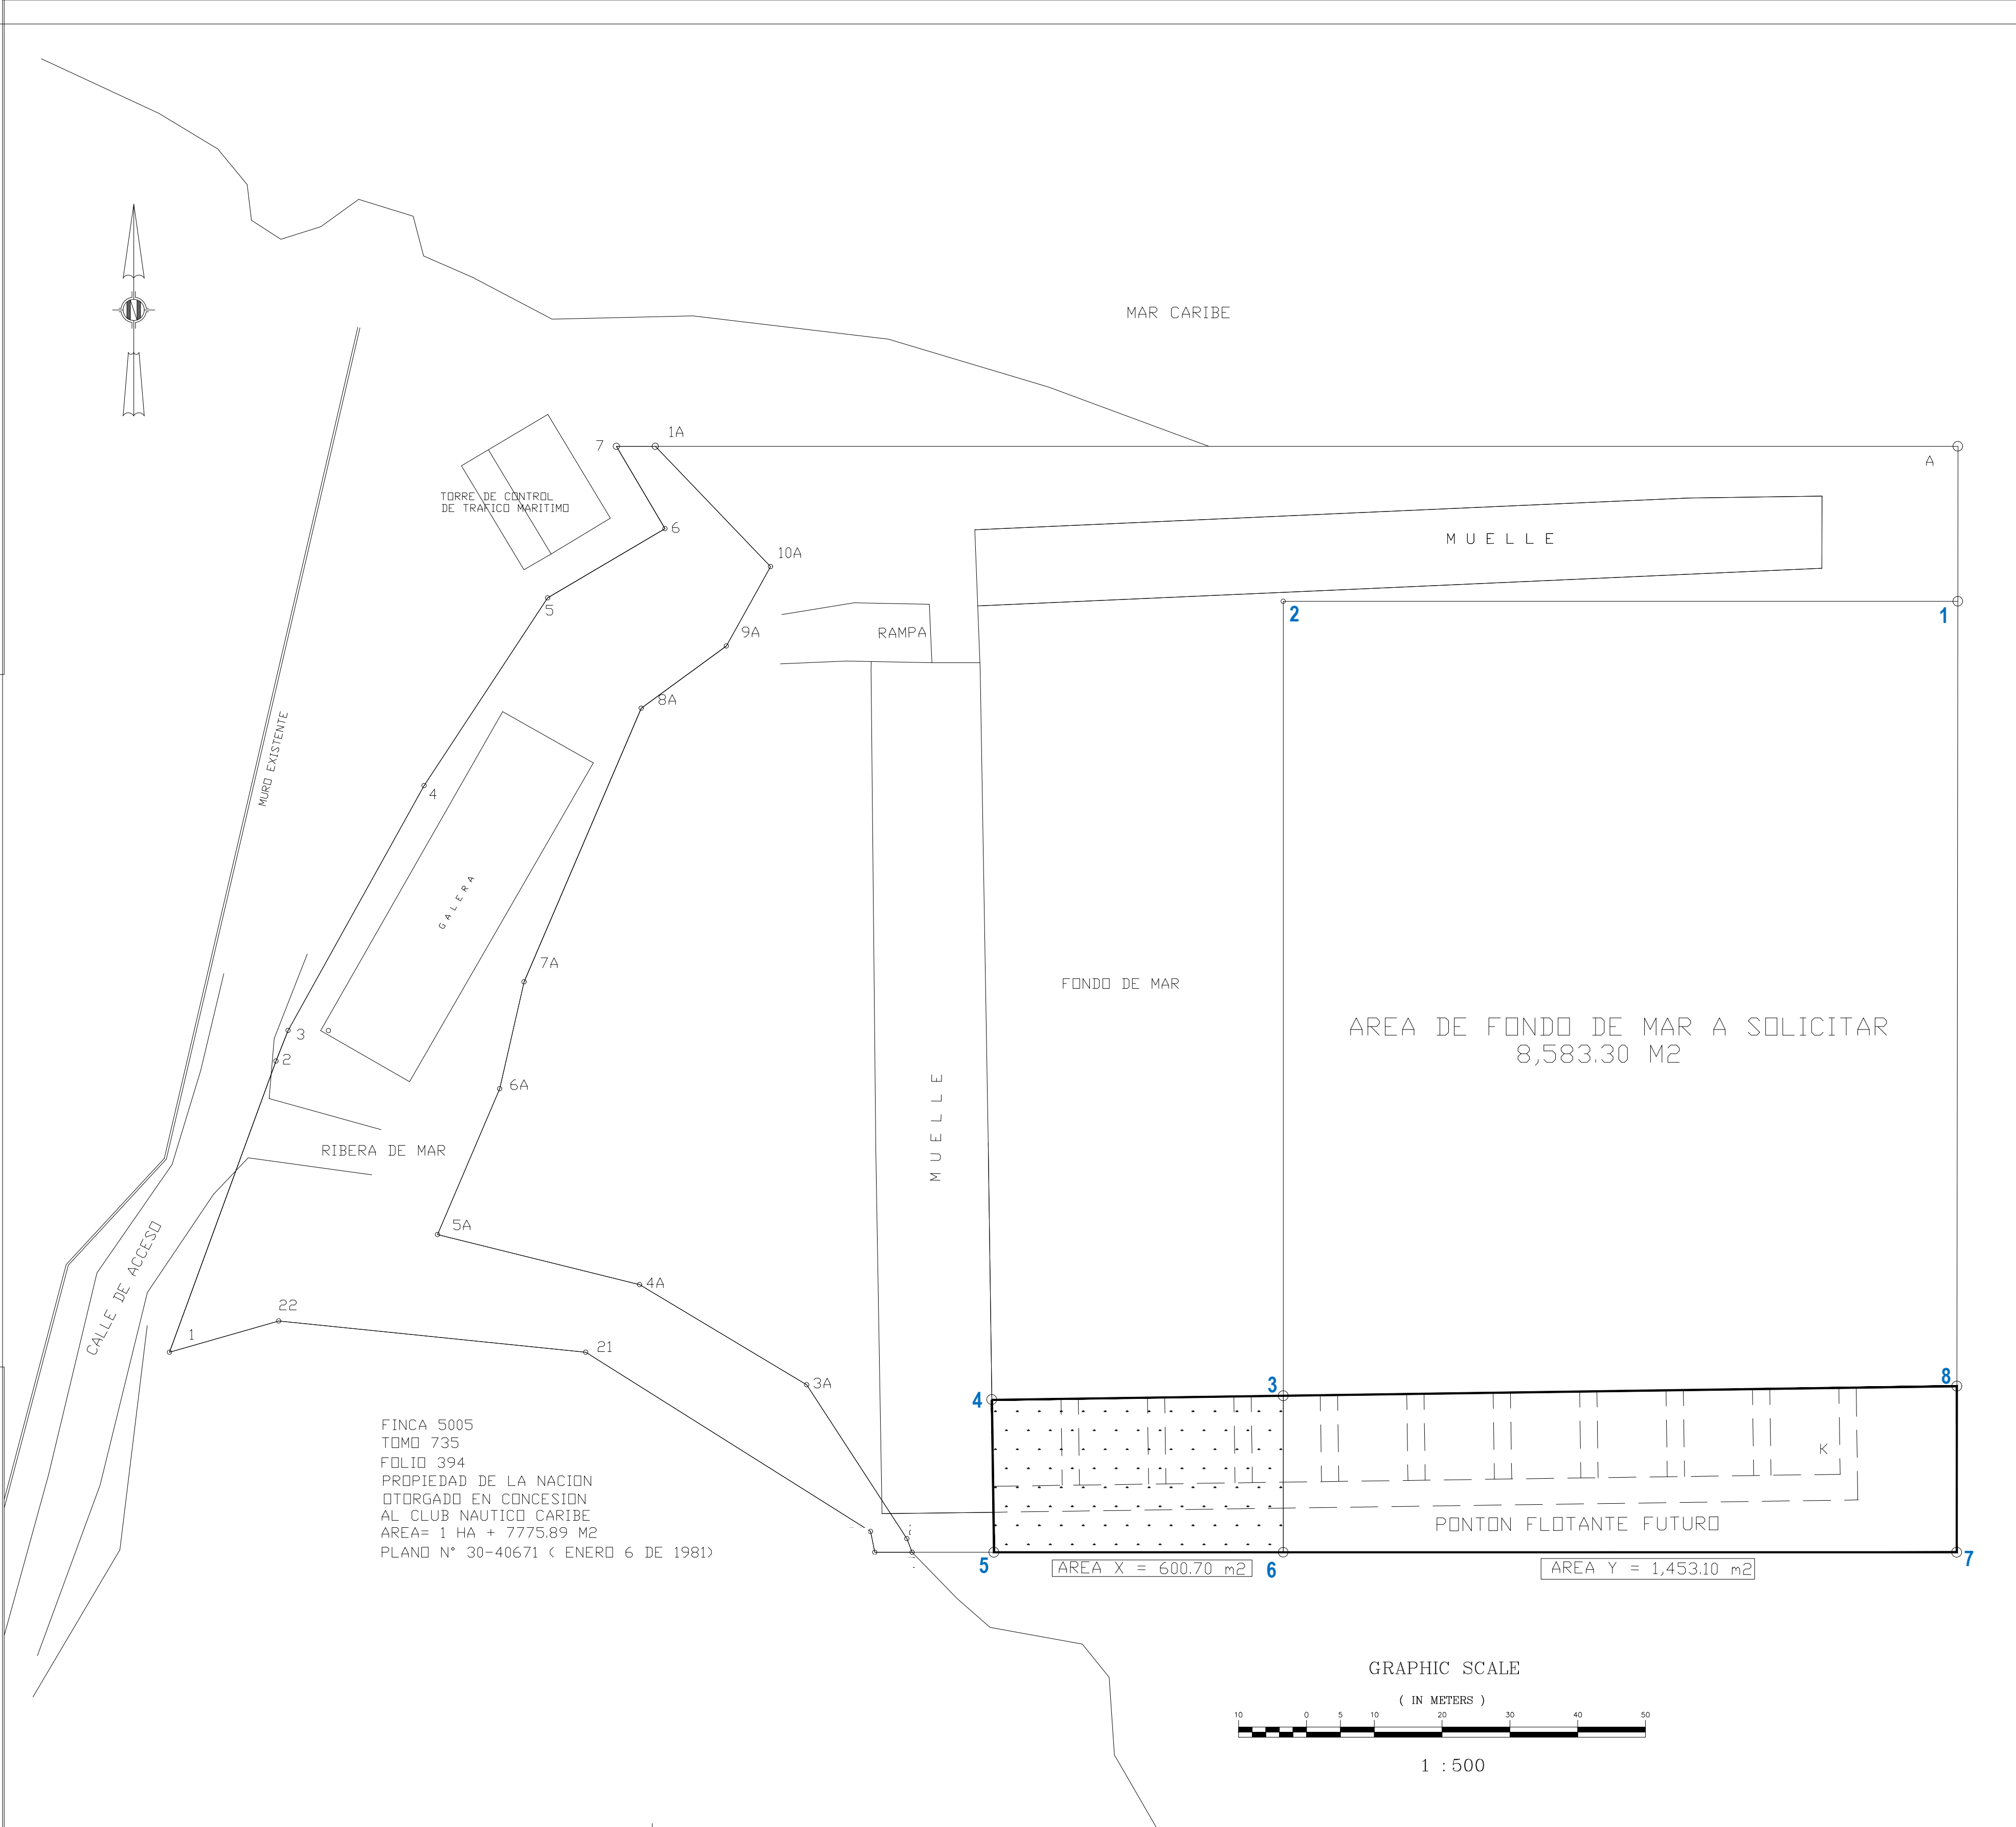 N
MAR CARIBE
7
1A
A
TORRE DE CONTROL
DE TRAFICO MARITIMO
6
M U E L L E
10A
5
2
1
RAMPA
9A
8A
MURO EXISTENTE
4
G A L E R A
7A
FONDO DE MAR
AREA DE FONDO DE MAR A SOLICITAR
8,583.30 M2
3
2
6A
M U E L L E
RIBERA DE MAR
5A
CALLE DE ACCESO
4A
22
1
21
3A
4
3
8
FINCA 5005
TOMO 735
FOLIO 394
PROPIEDAD DE LA NACION
OTORGADO EN CONCESION
AL CLUB NAUTICO CARIBE
AREA= 1 HA + 7775.89 M2
PLANO N° 30-40671 ( ENERO 6 DE 1981)
K
PONTON FLOTANTE FUTURO
5
AREA X = 600.70 m2
6
AREA Y = 1,453.10 m2
7
GRAPHIC SCALE
( IN METERS )
10 0 5 10 20 30 40 50
1 : 500